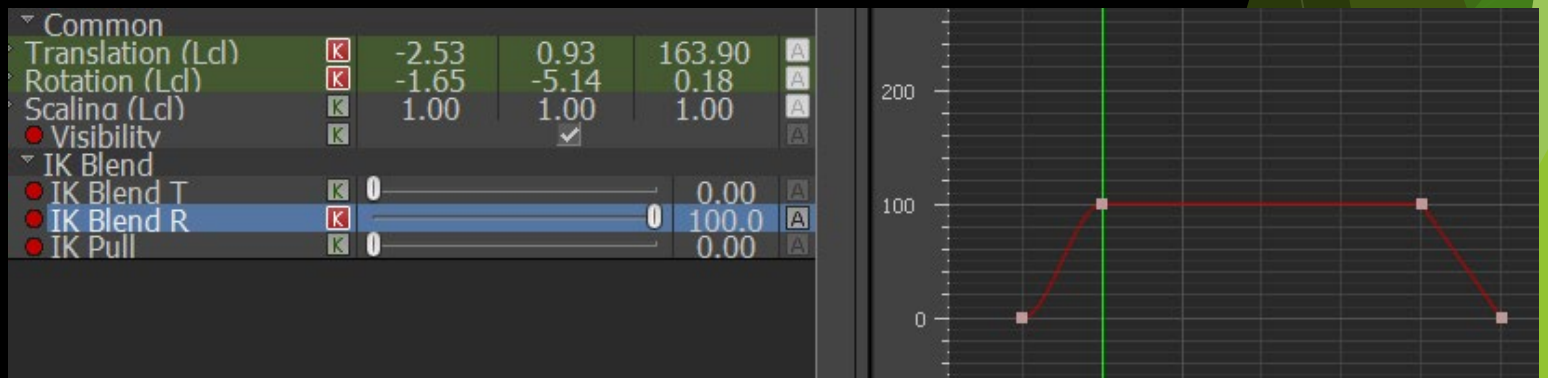 Common
Translation (Lcl) K -2.53 0.93 163.90 A
Rotation (Lcl) K -1.65 -5.14 0.18 A
Scaling (Lcl) K 1.00 1.00 1.00 A
Visibility K A
IK Blend
IK Blend T K 0.00 A
IK Blend R K 100.0 A
IK Pull K 0.00 A
200
100
0